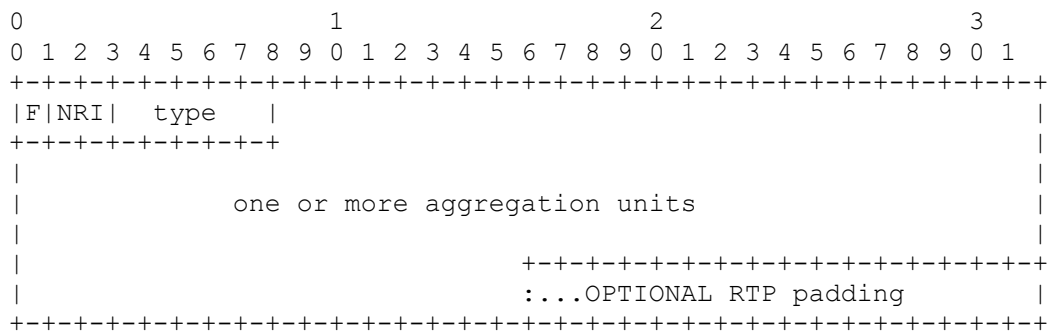 0                   1                   2                   3
0 1 2 3 4 5 6 7 8 9 0 1 2 3 4 5 6 7 8 9 0 1 2 3 4 5 6 7 8 9 0 1
+-+-+-+-+-+-+-+-+-+-+-+-+-+-+-+-+-+-+-+-+-+-+-+-+-+-+-+-+-+-+-+-+
|F|NRI|  type   |                                               |
+-+-+-+-+-+-+-+-+                                               |
|                                                               |
|             one or more aggregation units                     |
|                                                               |
|                               +-+-+-+-+-+-+-+-+-+-+-+-+-+-+-+-+
|                               :...OPTIONAL RTP padding        |
+-+-+-+-+-+-+-+-+-+-+-+-+-+-+-+-+-+-+-+-+-+-+-+-+-+-+-+-+-+-+-+-+